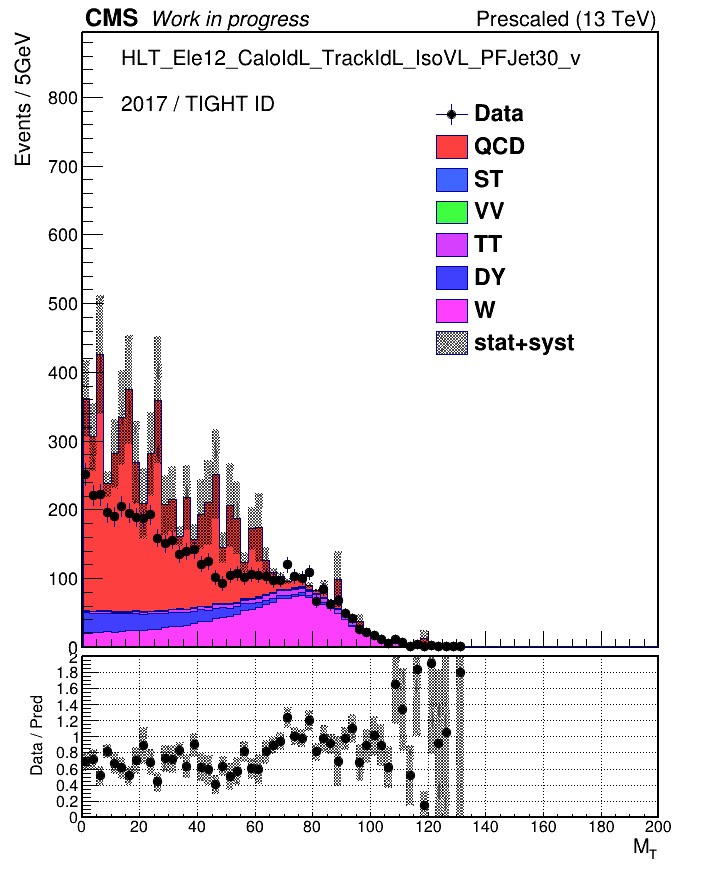 CMS Work in progress Prescaled (13 TeV)
Events / 5GeV
HLT_Ele12_CaloIdL_TrackIdL_IsoVL_PFJet30_v
2017 / TIGHT ID
Data
QCD
ST
VV
TT
DY
W
stat+syst
800
700
600
500
400
300
200
100
0
Data / Pred
2
1.8
1.6
1.4
1.2
1
0.8
0.6
0.4
0.2
0
0 20 40 60 80 100 120 140 160 180 200
M_T